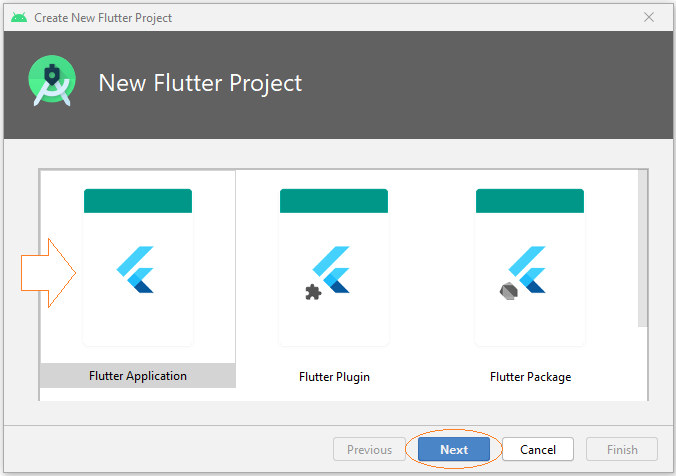 Create New Flutter Project
New Flutter Project
Flutter Application
Flutter Plugin
Flutter Package
Previous
Next
Cancel
Finish